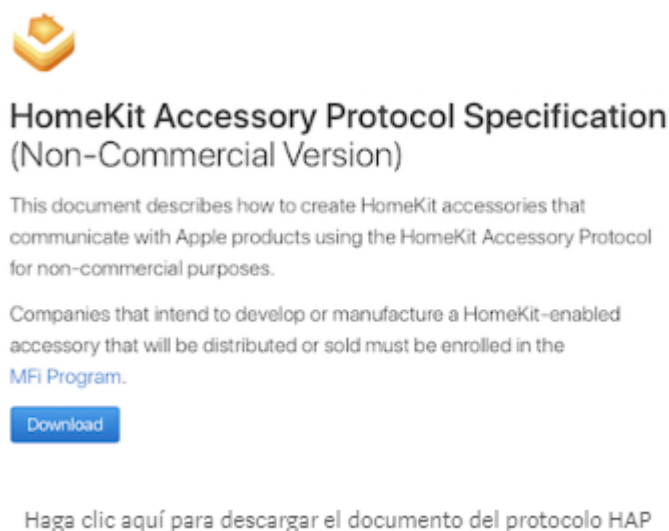 HomeKit Accessory Protocol Specification
(Non-Commercial Version)
This document describes how to create HomeKit accessories that
communicate with Apple products using the HomeKit Accessory Protocol
for non-commercial purposes.
Companies that intend to develop or manufacture a HomeKit-enabled
accessory that will be distributed or sold must be enrolled in the
MFi Program.
Download
Haga clic aquí para descargar el documento del protocolo HAP